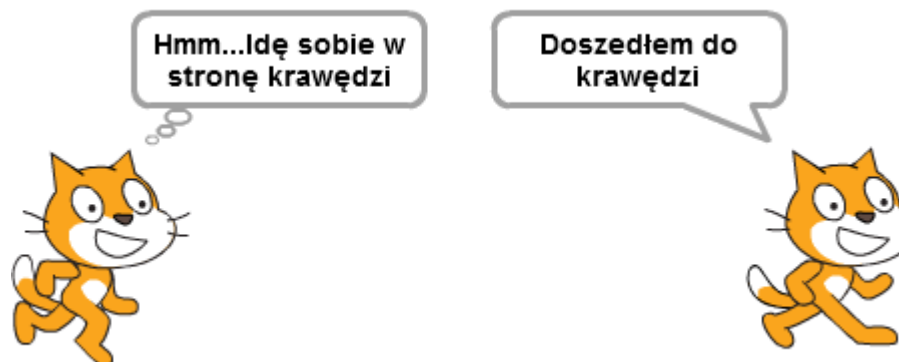 Hmm...Idę sobie w
stronę krawędzi
Doszedłem do
krawędzi